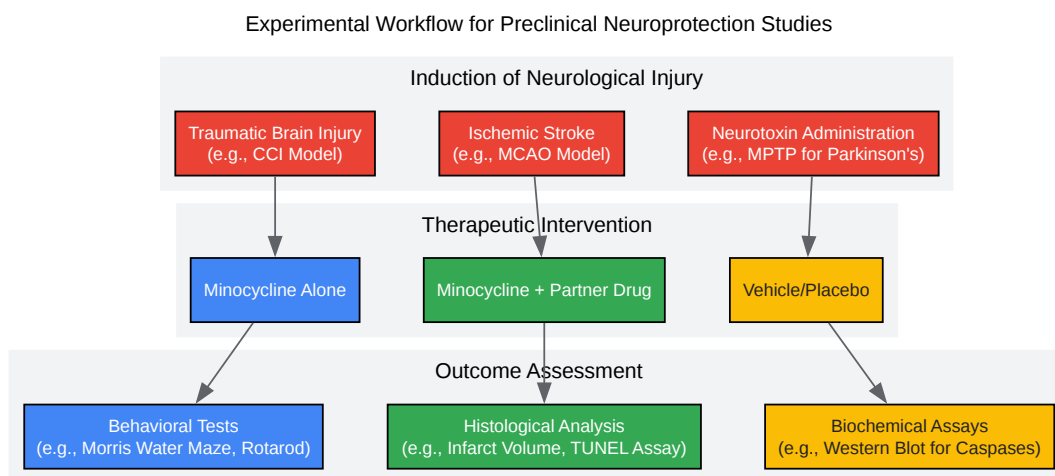 Experimental Workflow for Preclinical Neuroprotection Studies
Induction of Neurological Injury
Traumatic Brain Injury
(e.g., CCI Model)
Ischemic Stroke
(e.g., MCAO Model)
Neurotoxin Administration
(e.g., MPTP for Parkinson's)
Therapeutic Intervention
Minocycline Alone
Minocycline + Partner Drug
Vehicle/Placebo
Outcome Assessment
Behavioral Tests
(e.g., Morris Water Maze, Rotarod)
Histological Analysis
(e.g., Infarct Volume, TUNEL Assay)
Biochemical Assays
(e.g., Western Blot for Caspases)